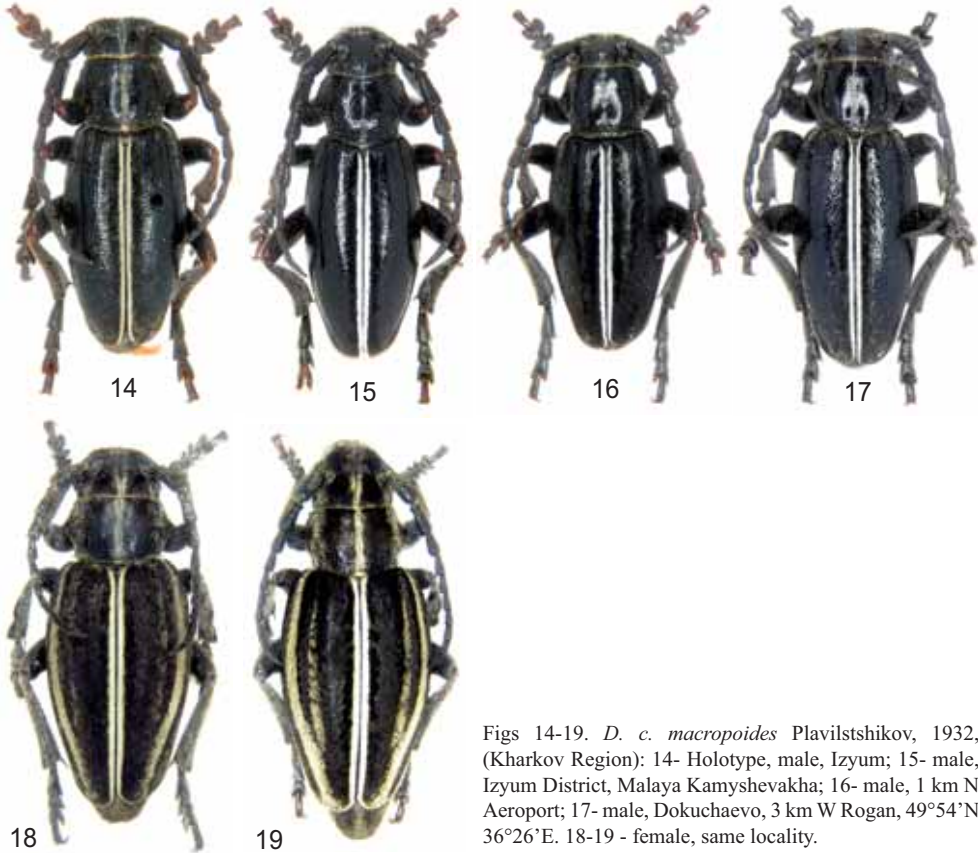 14
15
16
17
18
19
Figs 14-19. D. c. macropoides Plavilstshikov, 1932,
(Kharkov Region): 14- Holotype, male, Izyum; 15- male,
Izyum District, Malaya Kamyshevakha; 16- male, 1 km N
Aeroport; 17- male, Dokuchaevo, 3 km W Rogan, 49°54’N
36°26’E. 18-19 - female, same locality.